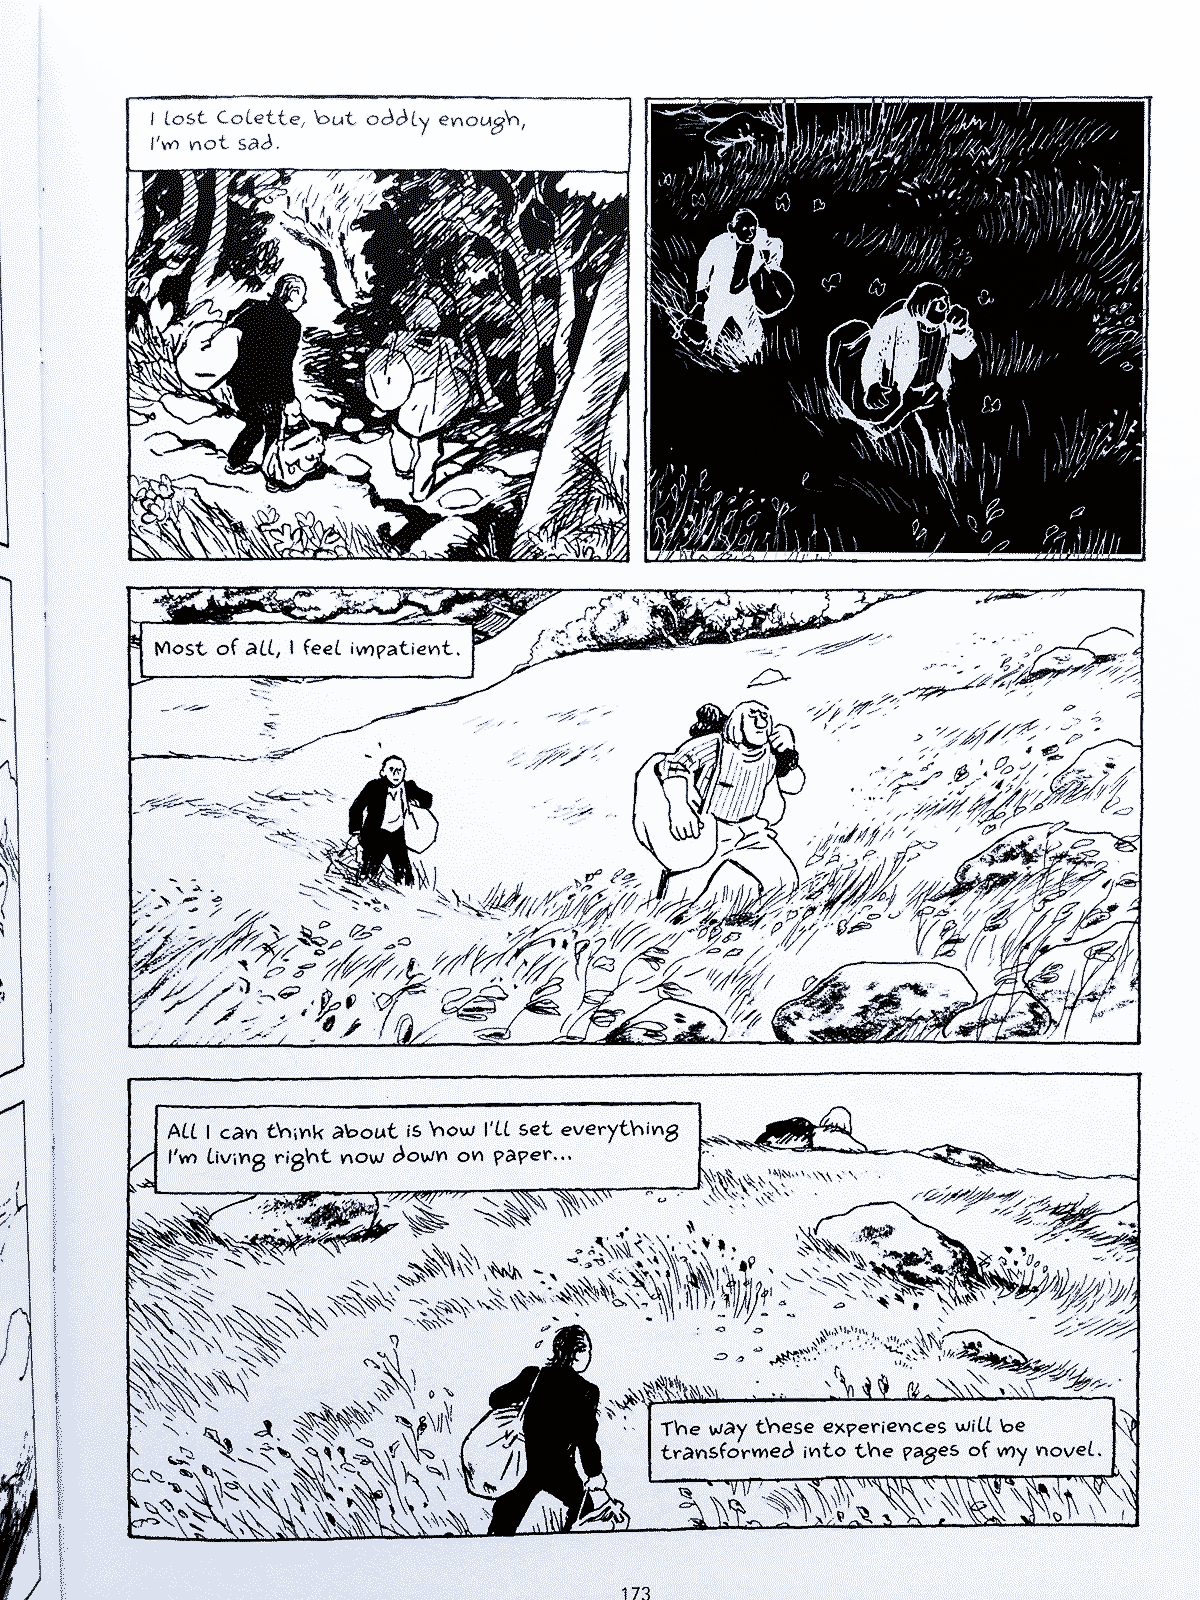 I lost Colette, but oddly enough,
I'm not sad.
Most of all, I feel impatient.
All I can think about is how I'll set everything
I'm living right now down on paper...
The way these experiences will be
transformed into the pages of my novel.
173